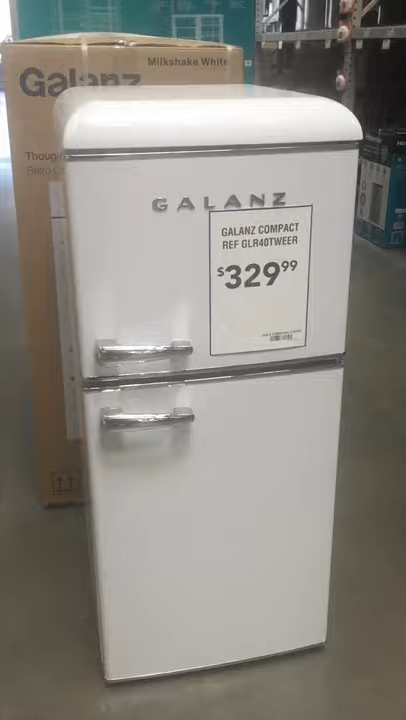 Milkshake White
Galanz
GALANZ
GALANZ COMPACT
REF GLR40TWEER
$329.99